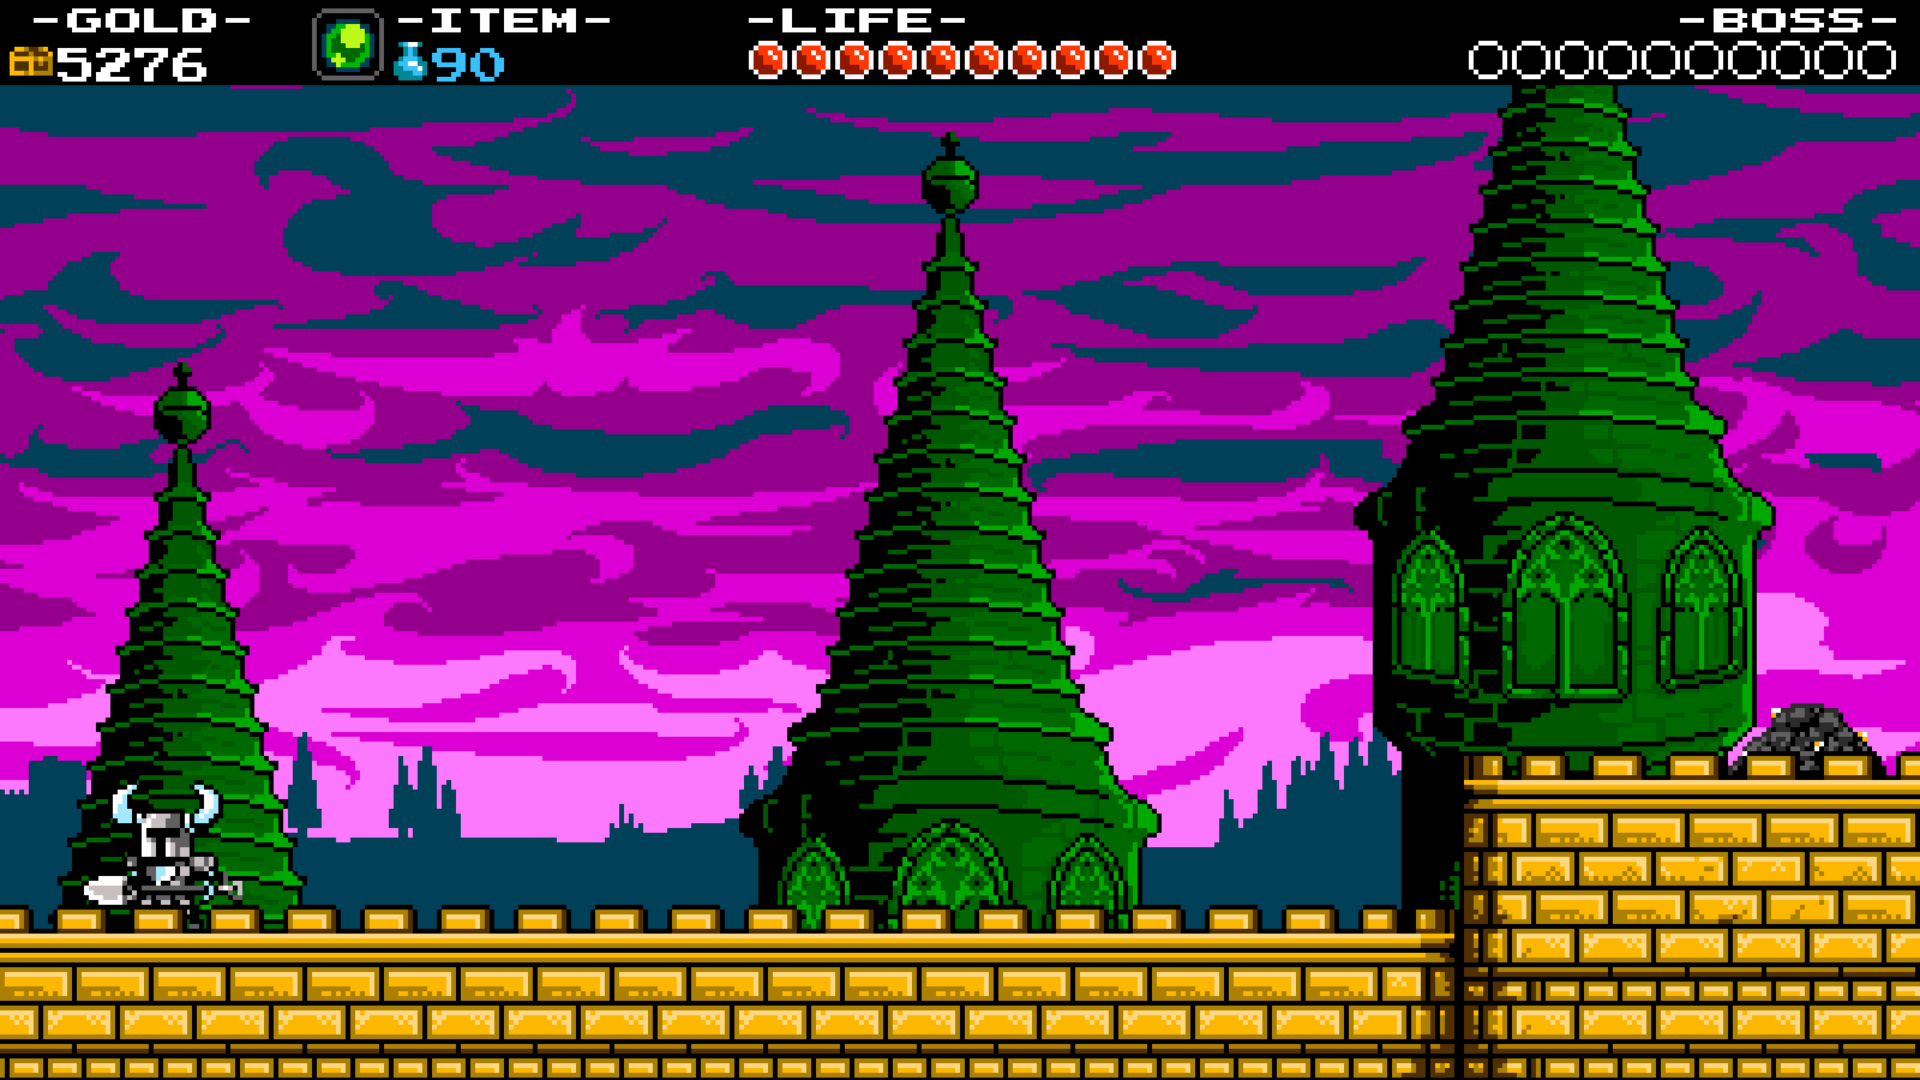 -GOLD-
5276
-ITEM-
90
-LIFE-
-BOSS-